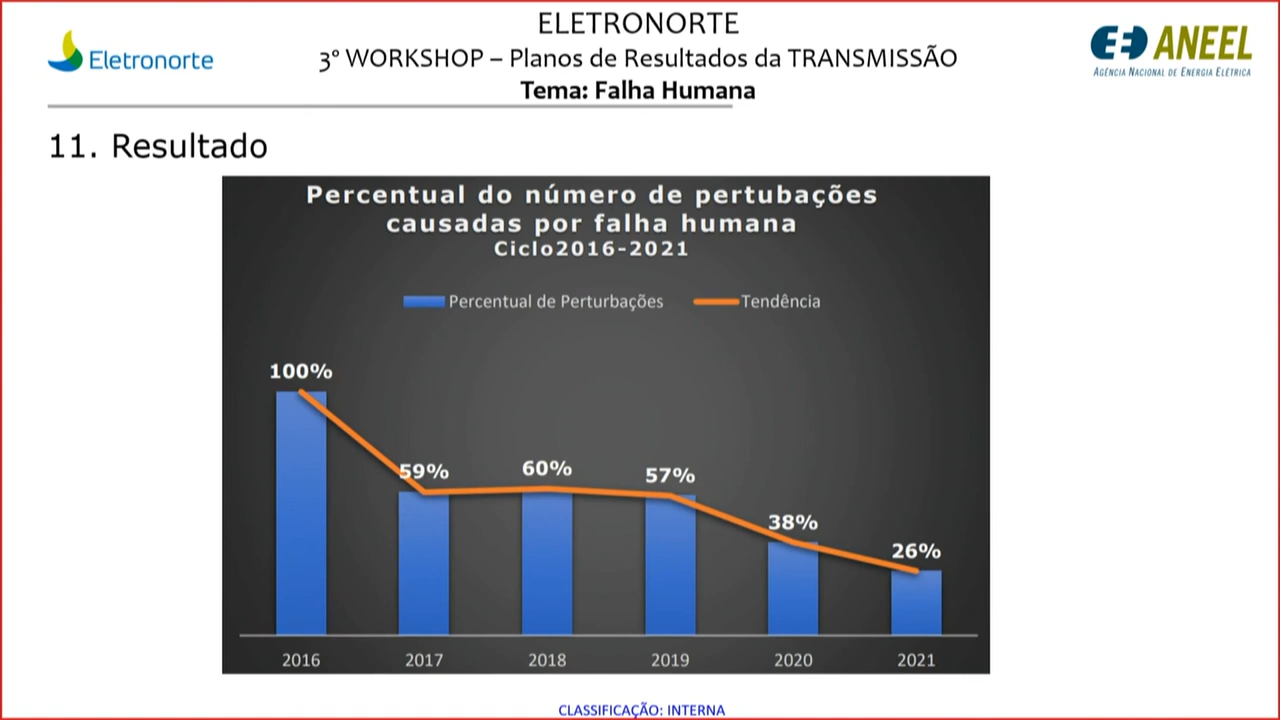 ELETRONORTE
3° WORKSHOP – Planos de Resultados da TRANSMISSÃO
Tema: Falha Humana
Eletronorte
ANEEL
AGÊNCIA NACIONAL DE ENERGIA ELÉTRICA
11. Resultado
Percentual do número de pertubações
causadas por falha humana
Ciclo2016-2021
Percentual de Perturbações Tendência
100%
59%
60%
57%
38%
26%
2016 2017 2018 2019 2020 2021
CLASSIFICAÇÃO: INTERNA